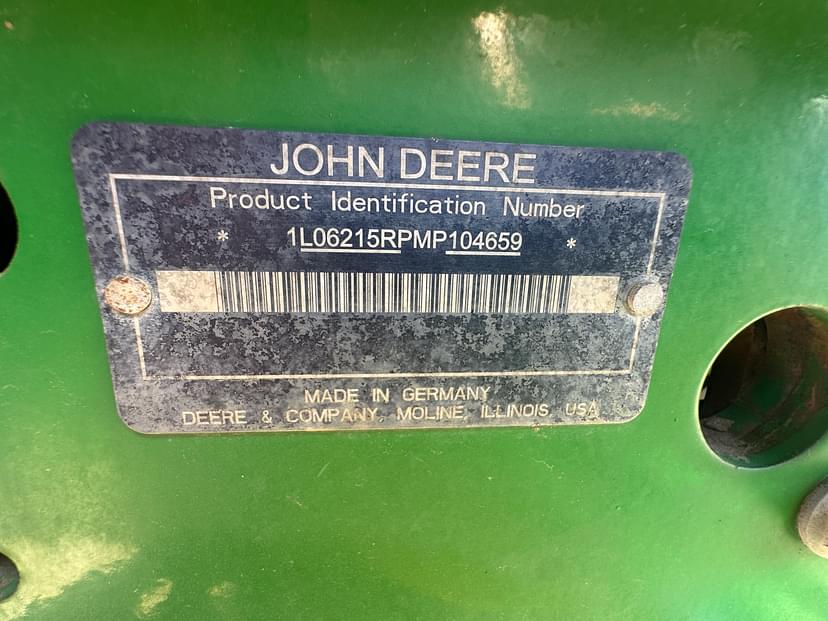 JOHN DEERE
Product Identification Number
* 1L06215RPMP104659 *
MADE IN GERMANY
DEERE & COMPANY, MOLINE, ILLINOIS, USA